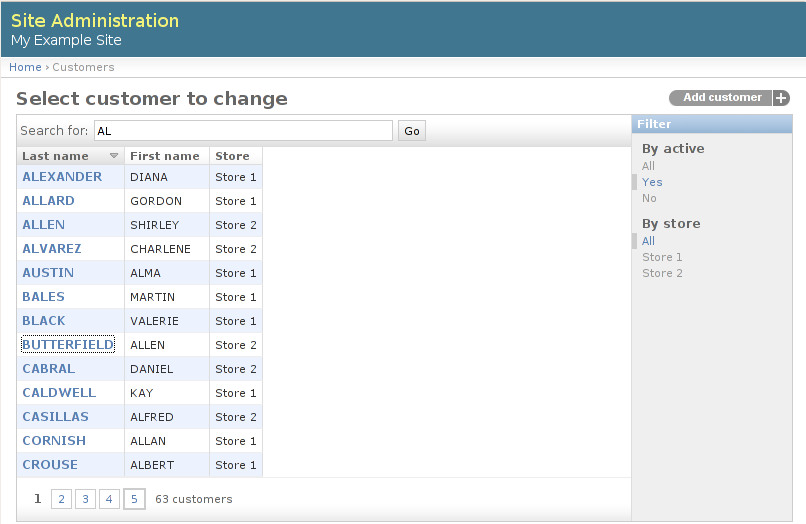 Site Administration
My Example Site
Home › Customers
Select customer to change
Add customer +
Search for: AL Go
Last name First name Store
ALEXANDER DIANA Store 1
ALLARD GORDON Store 1
ALLEN SHIRLEY Store 2
ALVAREZ CHARLENE Store 2
AUSTIN ALMA Store 1
BALES MARTIN Store 1
BLACK VALERIE Store 1
BUTTERFIELD ALLEN Store 2
CABRAL DANIEL Store 2
CALDWELL KAY Store 1
CASILLAS ALFRED Store 2
CORNISH ALLAN Store 1
CROUSE ALBERT Store 1
1 2 3 4 5 63 customers
Filter
By active
All
Yes
No
By store
All
Store 1
Store 2